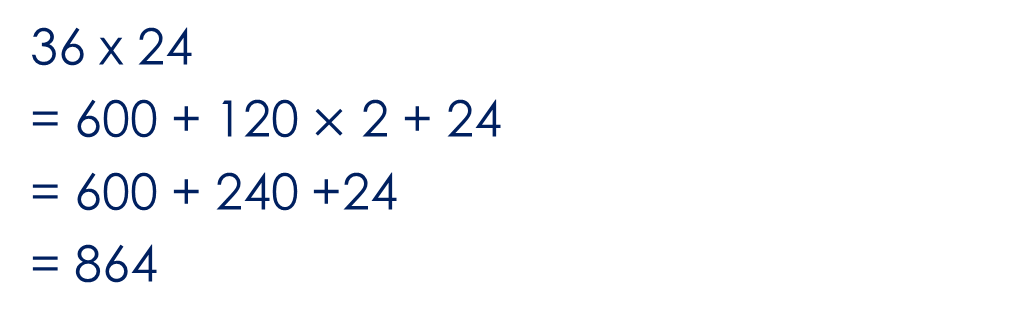 36 x 24
= 600 + 120 × 2 + 24
= 600 + 240 +24
= 864